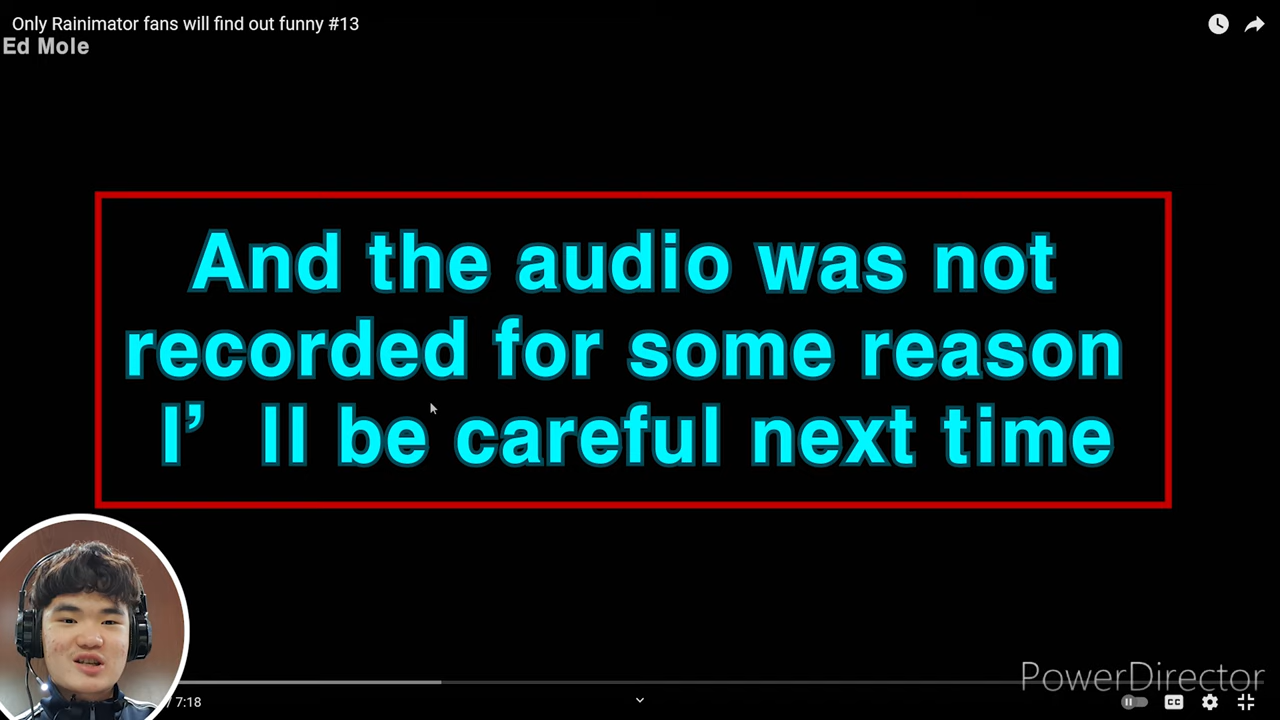 Only Rainimator fans will find out funny #13
Ed Mole
And the audio was not
recorded for some reason
I’ ll be careful next time
PowerDirector
/ 7:18
CC